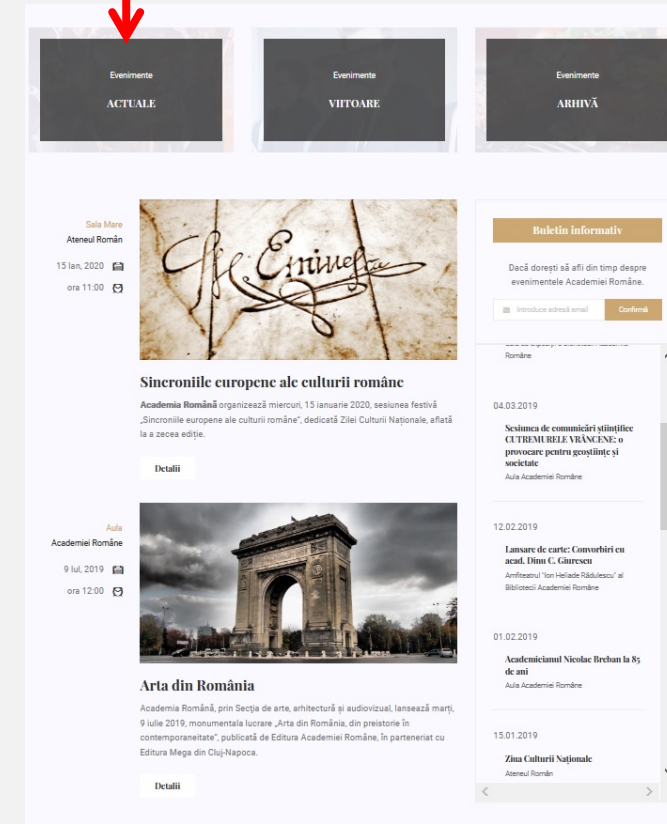 Evenimente
ACTUALE
Evenimente
VIITOARE
Evenimente
ARHIVĂ
Sala Mare
Ateneul Român
15 Ian, 2020
ora 11:00
M. Eminescu
Sincroniile europene ale culturii române
Academia Română organizează miercuri, 15 ianuarie 2020, sesiunea festivă
„Sincroniile europene ale culturii române”, dedicată Zilei Culturii Naționale, aflată
la a zecea ediție.
Detalii
Aula
Academiei Române
9 Iul, 2019
ora 12:00
Arta din România
Academia Română, prin Secția de arte, arhitectură și audiovizual, lansează marți,
9 iulie 2019, monumentala lucrare „Arta din România, din preistorie în
contemporaneitate”, publicată de Editura Academiei Române, în parteneriat cu
Editura Mega din Cluj-Napoca.
Detalii
Buletin informativ
Dacă dorești să afli din timp despre
evenimentele Academiei Române.
Introduce adresă email
Confirmă
Române
04.03.2019
Sesiunea de comunicări științifice
CUTREMURELE VRÂNCENE: o
provocare pentru geoștiințe și
societate
Aula Academiei Române
12.02.2019
Lansare de carte: Convorbiri cu
acad. Dinu C. Giurescu
Amfiteatrul "Ion Heliade Rădulescu" al
Bibliotecii Academiei Române
01.02.2019
Academicianul Nicolae Breban la 85
de ani
Aula Academiei Române
15.01.2019
Ziua Culturii Naționale
Ateneul Român